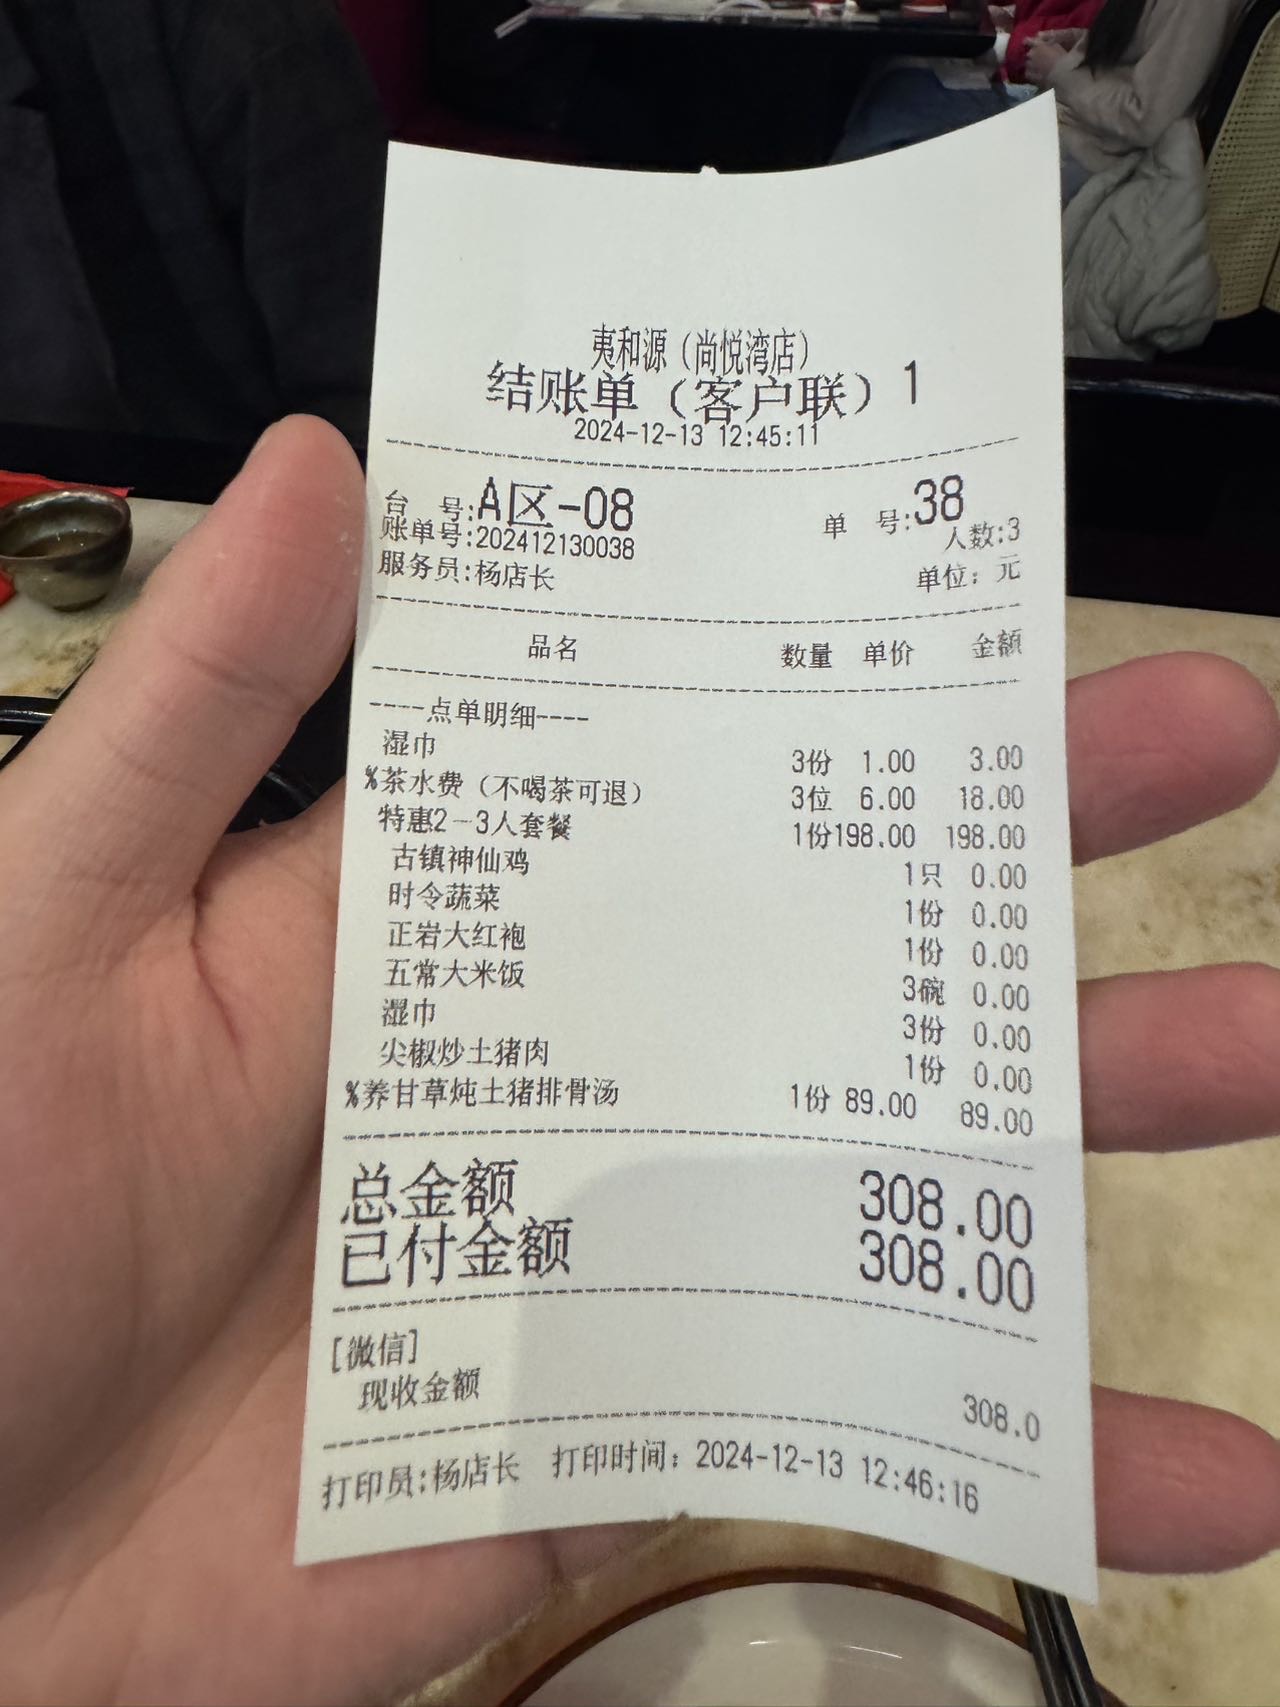 夷和源（尚悦湾店）
结账单（客户联）1
2024-12-13 12:45:11
台 号:A区-08 单 号:38
账单号:202412130038 人数:3
服务员:杨店长 单位: 元
品名 数量 单价 金额
----点单明细----
湿巾 3份 1.00 3.00
%茶水费（不喝茶可退） 3位 6.00 18.00
特惠2-3人套餐 1份198.00 198.00
古镇神仙鸡 1只 0.00
时令蔬菜 1份 0.00
正岩大红袍 1份 0.00
五常大米饭 3碗 0.00
湿巾 3份 0.00
尖椒炒土猪肉 1份 0.00
%养甘草炖土猪排骨汤 1份 89.00 89.00
总金额 308.00
已付金额 308.00
[微信]
现收金额 308.0
打印员:杨店长 打印时间: 2024-12-13 12:46:16